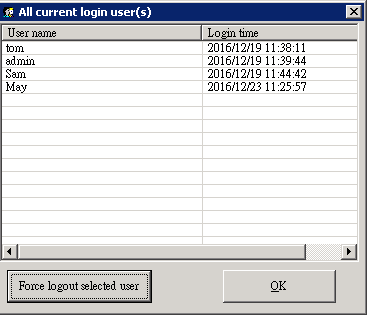 All current login user(s)
User name Login time
tom 2016/12/19 11:38:11
admin 2016/12/19 11:39:44
Sam 2016/12/19 11:44:42
May 2016/12/23 11:25:57
Force logout selected user OK